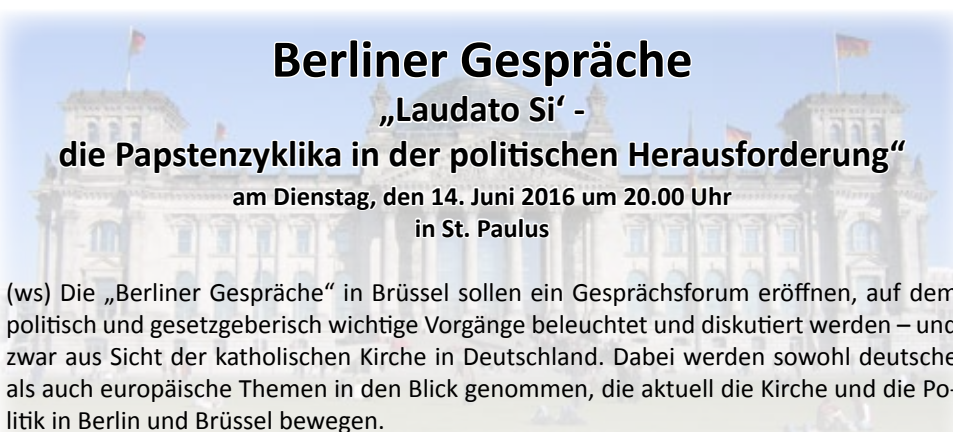 Berliner Gespräche
„Laudato Si‘ -
die Papstenzyklika in der politischen Herausforderung“
am Dienstag, den 14. Juni 2016 um 20.00 Uhr
in St. Paulus
(ws) Die „Berliner Gespräche“ in Brüssel sollen ein Gesprächsforum eröffnen, auf dem
politisch und gesetzgeberisch wichtige Vorgänge beleuchtet und diskutiert werden – und
zwar aus Sicht der katholischen Kirche in Deutschland. Dabei werden sowohl deutsche
als auch europäische Themen in den Blick genommen, die aktuell die Kirche und die Po-
litik in Berlin und Brüssel bewegen.